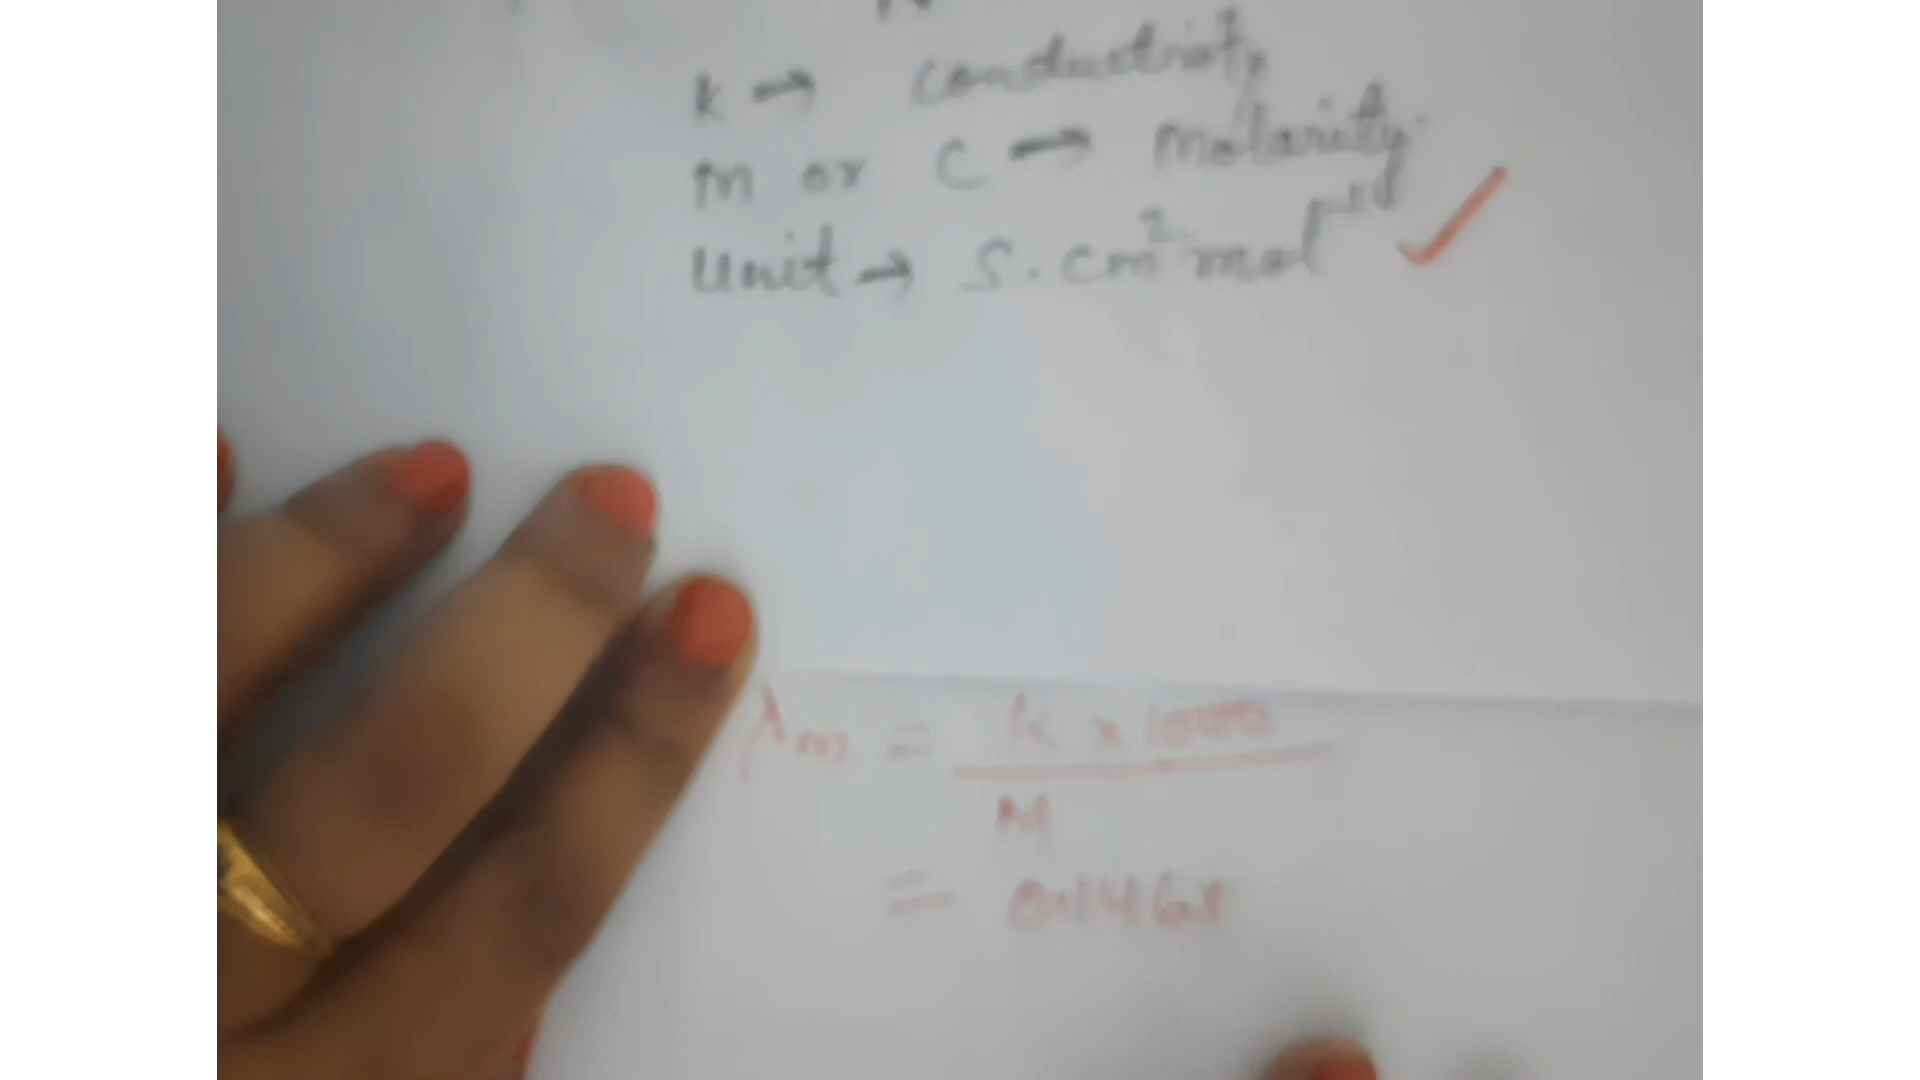 k → conductivity
m or C → Molarity.
Unit → S. cm² mol⁻¹ ✓
λm = k × 1000
M
=